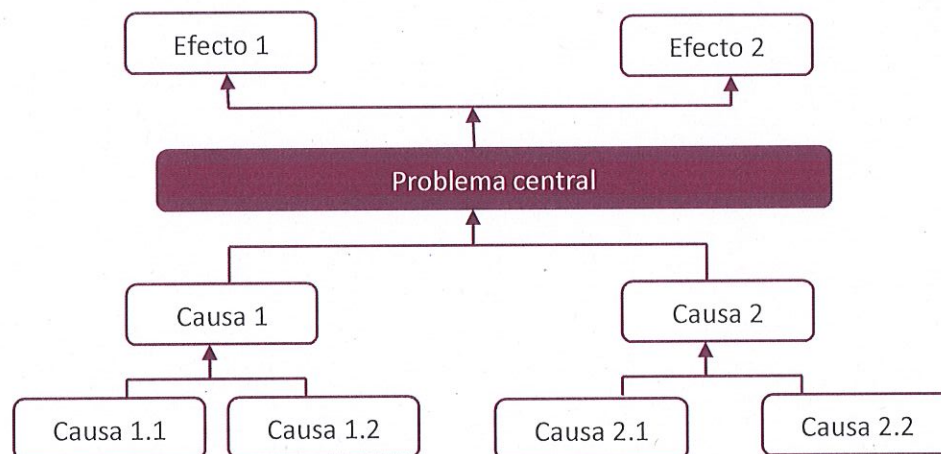 Efecto 1
Efecto 2
Problema central
Causa 1
Causa 2
Causa 1.1
Causa 1.2
Causa 2.1
Causa 2.2